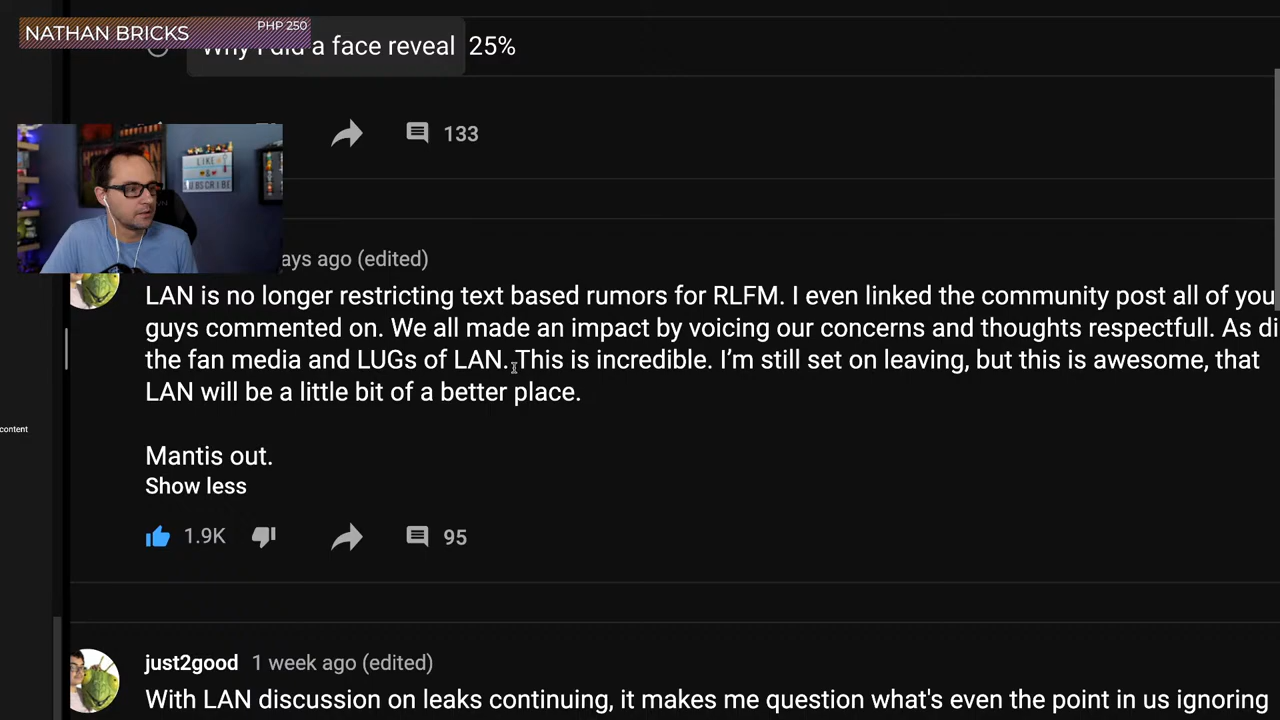 NATHAN BRICKS
PHP 250
Why I did a face reveal 25%
133
LIKE
SUBSCRIBE
ays ago (edited)
LAN is no longer restricting text based rumors for RLFM. I even linked the community post all of you
guys commented on. We all made an impact by voicing our concerns and thoughts respectfull. As di
the fan media and LUGs of LAN. This is incredible. I’m still set on leaving, but this is awesome, that
LAN will be a little bit of a better place.
content
Mantis out.
Show less
1.9K
95
just2good 1 week ago (edited)
With LAN discussion on leaks continuing, it makes me question what's even the point in us ignoring